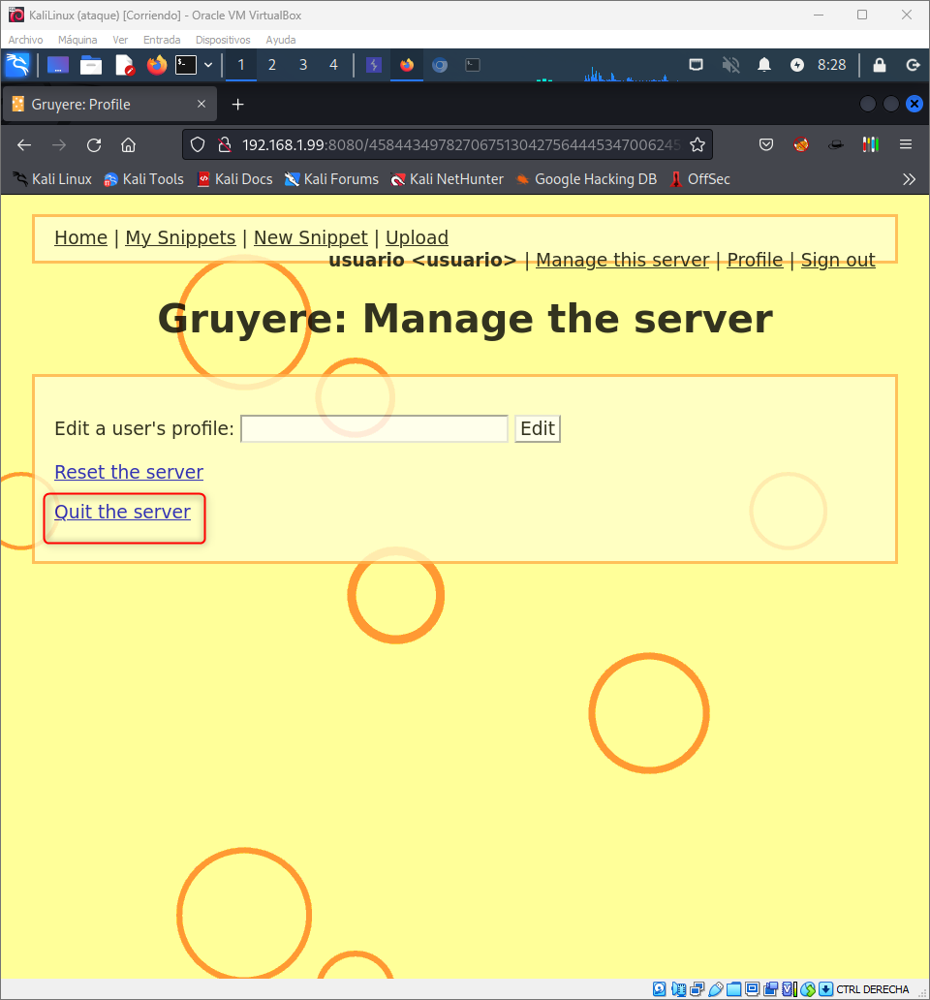 KaliLinux (ataque) [Corriendo] - Oracle VM VirtualBox
Archivo Máquina Ver Entrada Dispositivos Ayuda
1 2 3 4 8:28
Gruyere: Profile
192.168.1.99:8080/4584434978270675130427564445347006245
Kali Linux Kali Tools Kali Docs Kali Forums Kali NetHunter Google Hacking DB OffSec
Home | My Snippets | New Snippet | Upload
usuario <usuario> | Manage this server | Profile | Sign out
Gruyere: Manage the server
Edit a user's profile: Edit
Reset the server
Quit the server
CTRL DERECHA